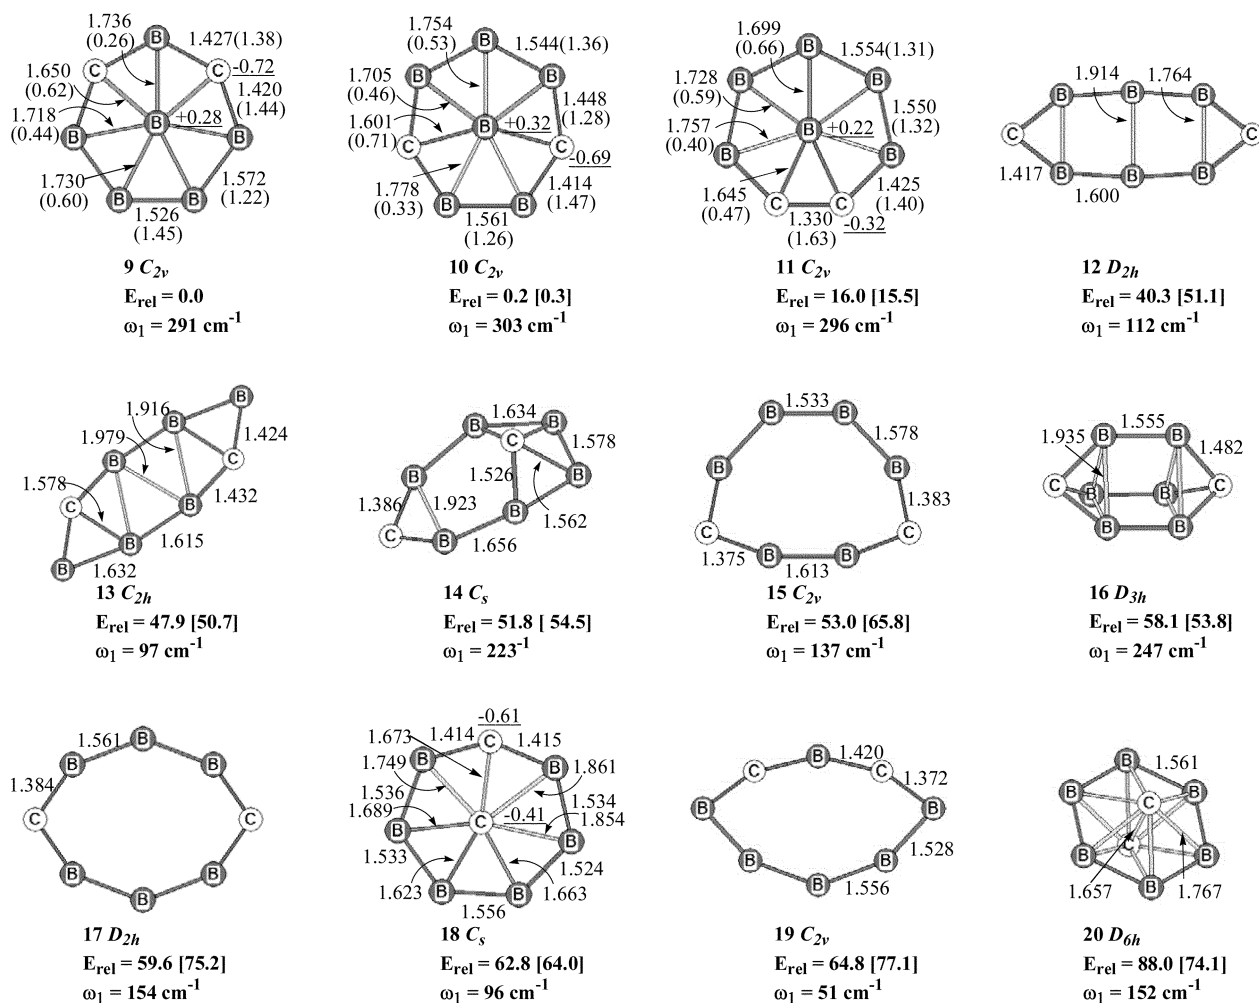 1.736
(0.26)
1.427(1.38)
C
B
C
-0.72
1.650
(0.62)
1.420
(1.44)
1.718
(0.44)
B
B
+0.28
B
1.730
(0.60)
1.572
(1.22)
B
B
1.526
(1.45)
9 C2v
Erel = 0.0
ω1 = 291 cm-1
1.754
(0.53)
B
1.544(1.36)
B
B
1.705
(0.46)
1.448
(1.28)
1.601
(0.71)
B
+0.32
C
C
-0.69
1.778
(0.33)
1.414
(1.47)
B
B
1.561
(1.26)
10 C2v
Erel = 0.2 [0.3]
ω1 = 303 cm-1
1.699
(0.66)
B
1.554(1.31)
B
B
1.728
(0.59)
1.550
(1.32)
1.757
(0.40)
B
+0.22
B
B
1.645
(0.47)
1.425
(1.40)
C
C
-0.32
1.330
(1.63)
11 C2v
Erel = 16.0 [15.5]
ω1 = 296 cm-1
1.914
1.764
B
B
B
C
C
1.417
B
B
B
1.600
12 D2h
Erel = 40.3 [51.1]
ω1 = 112 cm-1
B
1.916
B
1.979
1.424
B
C
1.578
1.432
C
B
B
1.615
B
1.632
13 C2h
Erel = 47.9 [50.7]
ω1 = 97 cm-1
1.634
B
B
C
1.578
B
1.526
B
1.386
1.923
B
1.562
C
B
1.656
14 Cs
Erel = 51.8 [ 54.5]
ω1 = 223-1
1.533
B
B
1.578
B
B
1.383
C
C
1.375
B
B
1.613
15 C2v
Erel = 53.0 [65.8]
ω1 = 137 cm-1
1.555
1.935
B
B
1.482
C
B
B
C
B
B
16 D3h
Erel = 58.1 [53.8]
ω1 = 247 cm-1
1.561
B
B
B
1.384
C
C
B
B
B
17 D2h
Erel = 59.6 [75.2]
ω1 = 154 cm-1
-0.61
1.673
1.414
C
1.415
1.749
B
B
1.861
1.536
1.534
1.689
C
-0.41
1.854
B
B
1.533
1.524
1.623
B
B
1.663
1.556
18 Cs
Erel = 62.8 [64.0]
ω1 = 96 cm-1
1.420
C
B
C
1.372
B
B
1.528
B
B
B
1.556
19 C2v
Erel = 64.8 [77.1]
ω1 = 51 cm-1
B
1.561
B
C
B
C
B
B
B
1.657
1.767
20 D6h
Erel = 88.0 [74.1]
ω1 = 152 cm-1